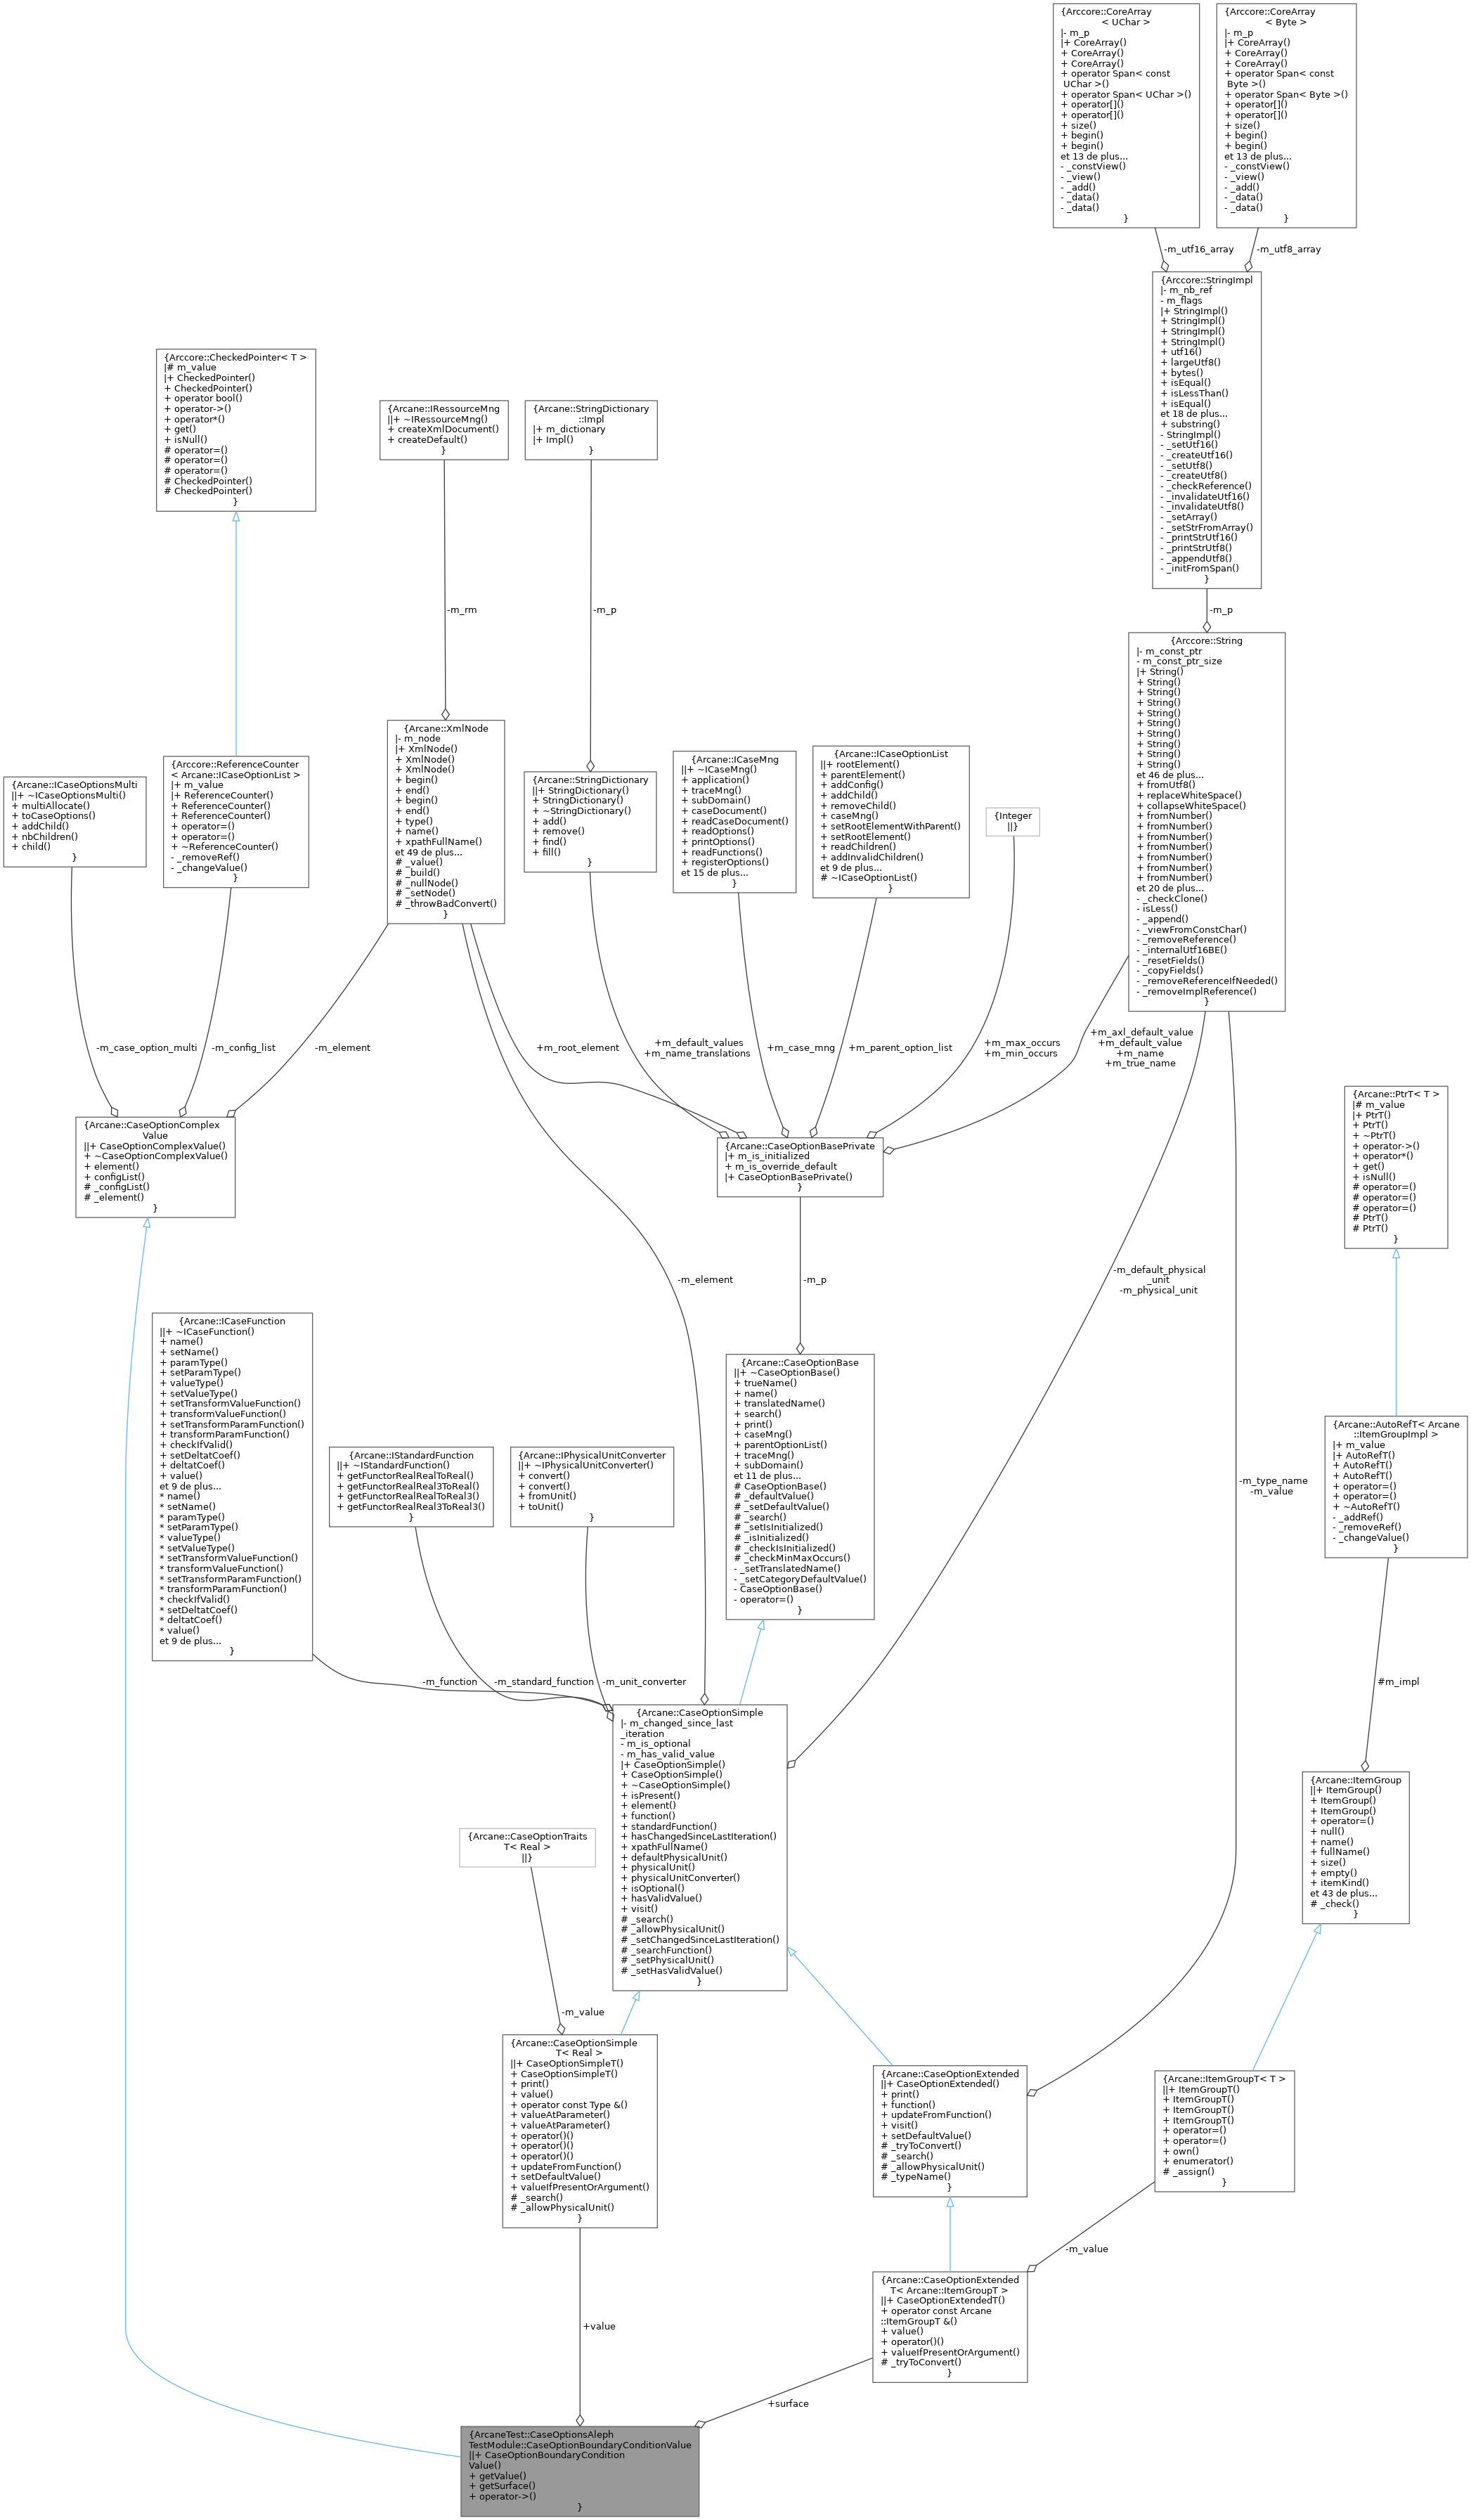 {Arccore::CoreArray
< UChar >
|- m_p
|+ CoreArray()
+ CoreArray()
+ CoreArray()
+ operator Span< const
UChar >()
+ operator Span< UChar >()
+ operator[]()
+ operator[]()
+ size()
+ begin()
+ begin()
et 13 de plus...
- _constView()
- _view()
- _add()
- _data()
- _data()
}
{Arccore::CoreArray
< Byte >
|- m_p
|+ CoreArray()
+ CoreArray()
+ CoreArray()
+ operator Span< const
Byte >()
+ operator Span< Byte >()
+ operator[]()
+ operator[]()
+ size()
+ begin()
+ begin()
et 13 de plus...
- _constView()
- _view()
- _add()
- _data()
- _data()
}
-m_utf16_array
-m_utf8_array
{Arccore::StringImpl
|- m_nb_ref
- m_flags
|+ StringImpl()
+ StringImpl()
+ StringImpl()
+ StringImpl()
+ utf16()
+ largeUtf8()
+ bytes()
+ isEqual()
+ isLessThan()
+ isEqual()
et 18 de plus...
+ substring()
- StringImpl()
- _setUtf16()
- _createUtf16()
- _setUtf8()
- _createUtf8()
- _checkReference()
- _invalidateUtf16()
- _invalidateUtf8()
- _setArray()
- _setStrFromArray()
- _printStrUtf16()
- _printStrUtf8()
- _appendUtf8()
- _initFromSpan()
}
{Arccore::CheckedPointer< T >
|# m_value
|+ CheckedPointer()
+ CheckedPointer()
+ operator bool()
+ operator->()
+ operator*()
+ get()
+ isNull()
# operator=()
# operator=()
# operator=()
# CheckedPointer()
# CheckedPointer()
}
{Arcane::IRessourceMng
||+ ~IRessourceMng()
+ createXmlDocument()
+ createDefault()
}
{Arcane::StringDictionary
::Impl
|+ m_dictionary
|+ Impl()
}
-m_rm
-m_p
-m_p
{Arccore::String
|- m_const_ptr
- m_const_ptr_size
|+ String()
+ String()
+ String()
+ String()
+ String()
+ String()
+ String()
+ String()
+ String()
+ String()
et 46 de plus...
+ fromUtf8()
+ replaceWhiteSpace()
+ collapseWhiteSpace()
+ fromNumber()
+ fromNumber()
+ fromNumber()
+ fromNumber()
+ fromNumber()
+ fromNumber()
+ fromNumber()
et 20 de plus...
- _checkClone()
- isLess()
- _append()
- _viewFromConstChar()
- _removeReference()
- _internalUtf16BE()
- _resetFields()
- _copyFields()
- _removeReferenceIfNeeded()
- _removeImplReference()
}
{Arcane::ICaseOptionsMulti
||+ ~ICaseOptionsMulti()
+ multiAllocate()
+ toCaseOptions()
+ addChild()
+ nbChildren()
+ child()
}
{Arccore::ReferenceCounter
< Arcane::ICaseOptionList >
|+ m_value
|+ ReferenceCounter()
+ ReferenceCounter()
+ ReferenceCounter()
+ operator=()
+ operator=()
+ ~ReferenceCounter()
- _removeRef()
- _changeValue()
}
{Arcane::XmlNode
|- m_node
|+ XmlNode()
+ XmlNode()
+ XmlNode()
+ begin()
+ end()
+ begin()
+ end()
+ type()
+ name()
+ xpathFullName()
et 49 de plus...
# _value()
# _build()
# _nullNode()
# _setNode()
# _throwBadConvert()
}
{Arcane::StringDictionary
||+ StringDictionary()
+ StringDictionary()
+ ~StringDictionary()
+ add()
+ remove()
+ find()
+ fill()
}
{Arcane::ICaseMng
||+ ~ICaseMng()
+ application()
+ traceMng()
+ subDomain()
+ caseDocument()
+ readCaseDocument()
+ readOptions()
+ printOptions()
+ readFunctions()
+ registerOptions()
et 15 de plus...
}
{Arcane::ICaseOptionList
||+ rootElement()
+ parentElement()
+ addConfig()
+ addChild()
+ removeChild()
+ caseMng()
+ setRootElementWithParent()
+ setRootElement()
+ readChildren()
+ addInvalidChildren()
et 9 de plus...
# ~ICaseOptionList()
}
{Integer
||}
-m_case_option_multi
-m_config_list
-m_element
+m_root_element
+m_default_values
+m_name_translations
+m_case_mng
+m_parent_option_list
+m_max_occurs
+m_min_occurs
+m_axl_default_value
+m_default_value
+m_name
+m_true_name
{Arcane::CaseOptionComplex
Value
||+ CaseOptionComplexValue()
+ ~CaseOptionComplexValue()
+ element()
+ configList()
# _configList()
# _element()
}
{Arcane::CaseOptionBasePrivate
|+ m_is_initialized
+ m_is_override_default
|+ CaseOptionBasePrivate()
}
{Arcane::PtrT< T >
|# m_value
|+ PtrT()
+ PtrT()
+ ~PtrT()
+ operator->()
+ operator*()
+ get()
+ isNull()
# operator=()
# operator=()
# operator=()
# PtrT()
# PtrT()
}
-m_element
-m_p
-m_default_physical
_unit
-m_physical_unit
{Arcane::ICaseFunction
||+ ~ICaseFunction()
+ name()
+ setName()
+ paramType()
+ setParamType()
+ valueType()
+ setValueType()
+ setTransformValueFunction()
+ transformValueFunction()
+ setTransformParamFunction()
+ transformParamFunction()
+ checkIfValid()
+ setDeltatCoef()
+ deltatCoef()
+ value()
et 9 de plus...
* name()
* setName()
* paramType()
* setParamType()
* valueType()
* setValueType()
* setTransformValueFunction()
* transformValueFunction()
* setTransformParamFunction()
* transformParamFunction()
* checkIfValid()
* setDeltatCoef()
* deltatCoef()
* value()
et 9 de plus...
}
{Arcane::IStandardFunction
||+ ~IStandardFunction()
+ getFunctorRealRealToReal()
+ getFunctorRealReal3ToReal()
+ getFunctorRealRealToReal3()
+ getFunctorRealReal3ToReal3()
}
{Arcane::IPhysicalUnitConverter
||+ ~IPhysicalUnitConverter()
+ convert()
+ convert()
+ fromUnit()
+ toUnit()
}
{Arcane::CaseOptionBase
||+ ~CaseOptionBase()
+ trueName()
+ name()
+ translatedName()
+ search()
+ print()
+ caseMng()
+ parentOptionList()
+ traceMng()
+ subDomain()
et 11 de plus...
# CaseOptionBase()
# _defaultValue()
# _setDefaultValue()
# _search()
# _setIsInitialized()
# _isInitialized()
# _checkIsInitialized()
# _checkMinMaxOccurs()
- _setTranslatedName()
- _setCategoryDefaultValue()
- CaseOptionBase()
- operator=()
}
-m_type_name
-m_value
{Arcane::AutoRefT< Arcane
::ItemGroupImpl >
|+ m_value
|+ AutoRefT()
+ AutoRefT()
+ AutoRefT()
+ operator=()
+ operator=()
+ ~AutoRefT()
- _addRef()
- _removeRef()
- _changeValue()
}
-m_function
-m_standard_function
-m_unit_converter
#m_impl
{Arcane::CaseOptionSimple
|- m_changed_since_last
_iteration
- m_is_optional
- m_has_valid_value
|+ CaseOptionSimple()
+ CaseOptionSimple()
+ ~CaseOptionSimple()
+ isPresent()
+ element()
+ function()
+ standardFunction()
+ hasChangedSinceLastIteration()
+ xpathFullName()
+ defaultPhysicalUnit()
+ physicalUnit()
+ physicalUnitConverter()
+ isOptional()
+ hasValidValue()
+ visit()
# _search()
# _allowPhysicalUnit()
# _setChangedSinceLastIteration()
# _searchFunction()
# _setPhysicalUnit()
# _setHasValidValue()
}
{Arcane::ItemGroup
||+ ItemGroup()
+ ItemGroup()
+ ItemGroup()
+ operator=()
+ null()
+ name()
+ fullName()
+ size()
+ empty()
+ itemKind()
et 43 de plus...
# _check()
}
{Arcane::CaseOptionTraits
T< Real >
||}
-m_value
{Arcane::CaseOptionSimple
T< Real >
||+ CaseOptionSimpleT()
+ CaseOptionSimpleT()
+ print()
+ value()
+ operator const Type &()
+ valueAtParameter()
+ valueAtParameter()
+ operator()()
+ operator()()
+ operator()()
+ updateFromFunction()
+ setDefaultValue()
+ valueIfPresentOrArgument()
# _search()
# _allowPhysicalUnit()
}
{Arcane::CaseOptionExtended
||+ CaseOptionExtended()
+ print()
+ function()
+ updateFromFunction()
+ visit()
+ setDefaultValue()
# _tryToConvert()
# _search()
# _allowPhysicalUnit()
# _typeName()
}
{Arcane::ItemGroupT< T >
||+ ItemGroupT()
+ ItemGroupT()
+ ItemGroupT()
+ ItemGroupT()
+ operator=()
+ operator=()
+ own()
+ enumerator()
# _assign()
}
-m_value
{Arcane::CaseOptionExtended
T< Arcane::ItemGroupT >
||+ CaseOptionExtendedT()
+ operator const Arcane
::ItemGroupT &()
+ value()
+ operator()()
+ valueIfPresentOrArgument()
# _tryToConvert()
}
+value
+surface
{ArcaneTest::CaseOptionsAleph
TestModule::CaseOptionBoundaryConditionValue
||+ CaseOptionBoundaryCondition
Value()
+ getValue()
+ getSurface()
+ operator->()
}